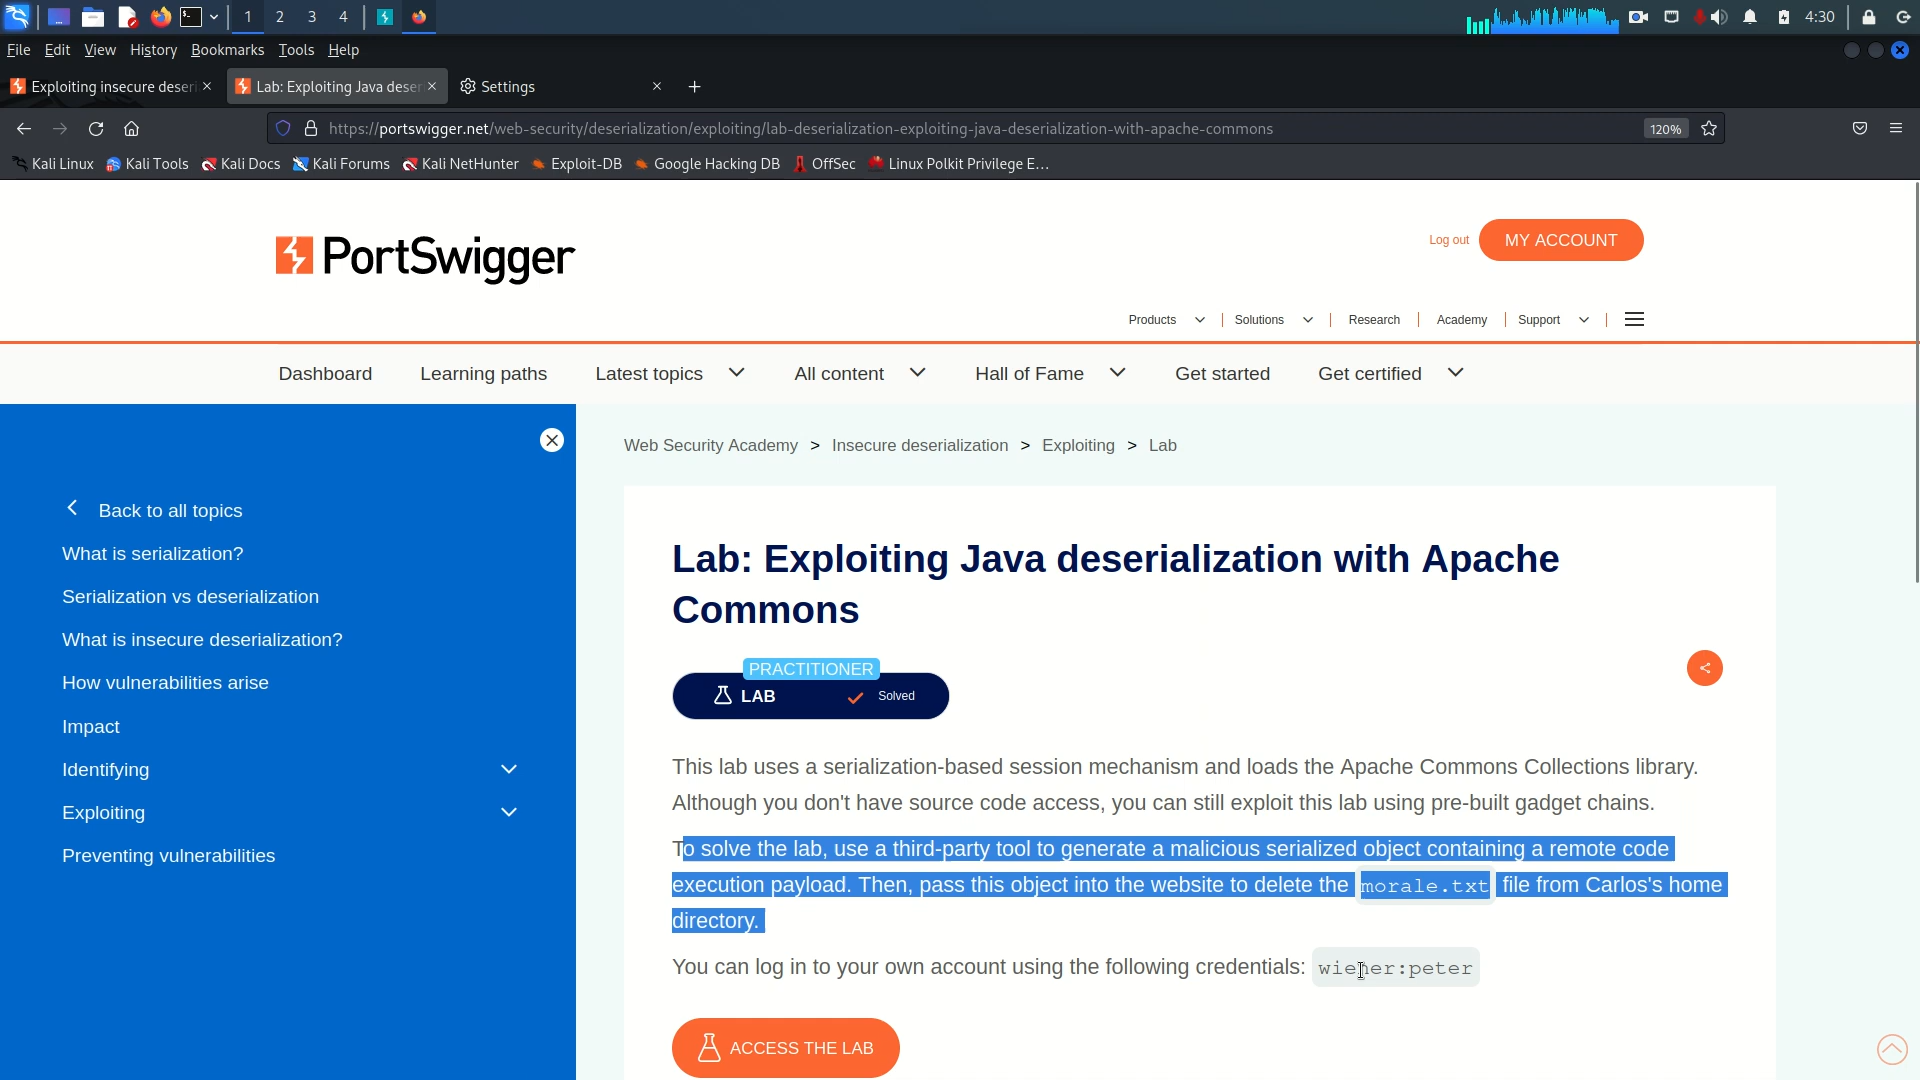 1 2 3 4 4:30
File Edit View History Bookmarks Tools Help
Exploiting insecure deseri Lab: Exploiting Java deser Settings
https://portswigger.net/web-security/deserialization/exploiting/lab-deserialization-exploiting-java-deserialization-with-apache-commons 120%
Kali Linux Kali Tools Kali Docs Kali Forums Kali NetHunter Exploit-DB Google Hacking DB OffSec Linux Polkit Privilege E...
PortSwigger
Log out MY ACCOUNT
Products Solutions Research Academy Support
Dashboard Learning paths Latest topics All content Hall of Fame Get started Get certified
Web Security Academy > Insecure deserialization > Exploiting > Lab
Back to all topics
What is serialization?
Serialization vs deserialization
What is insecure deserialization?
How vulnerabilities arise
Impact
Identifying
Exploiting
Preventing vulnerabilities
Lab: Exploiting Java deserialization with Apache
Commons
PRACTITIONER
LAB Solved
This lab uses a serialization-based session mechanism and loads the Apache Commons Collections library.
Although you don't have source code access, you can still exploit this lab using pre-built gadget chains.
To solve the lab, use a third-party tool to generate a malicious serialized object containing a remote code
execution payload. Then, pass this object into the website to delete the morale.txt file from Carlos's home
directory.
You can log in to your own account using the following credentials: wiener:peter
ACCESS THE LAB